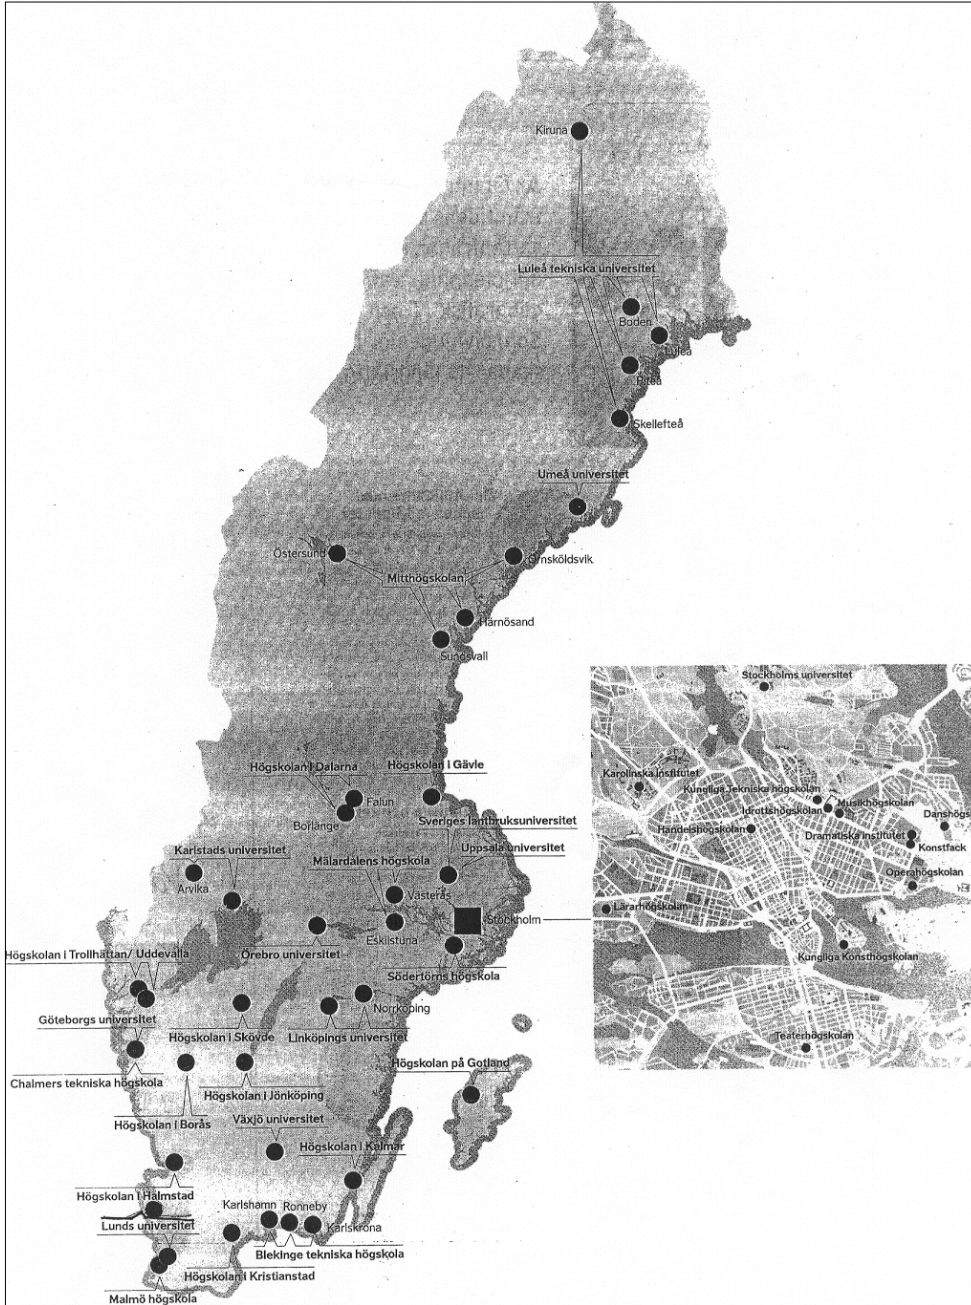 Kiruna
Luleå tekniska universitet
Boden
Luleå
Piteå
Skellefteå
Umeå universitet
Östersund
Örnsköldsvik
Mitthögskolan
Härnösand
Sundsvall
Stockholms universitet
Högskolan i Dalarna
Högskolan i Gävle
Karolinska institutet
Kungliga Tekniska högskolan
Falun
Musikhögskolan
Idrottshögskolan
Borlänge
Sveriges lantbruksuniversitet
Danshögs
Handelshögskolan
Dramatiska institutet
Konstfack
Karlstads universitet
Uppsala universitet
Mälardalens högskola
Operahögskolan
Arvika
Västerås
Lärarhögskolan
Stockholm
Eskilstuna
Högskolan i Trollhättan/ Uddevalla
Örebro universitet
Kungliga Konsthögskolan
Södertörns högskola
Norrköping
Göteborgs universitet
Högskolan i Skövde
Linköpings universitet
Teaterhögskolan
Högskolan på Gotland
Chalmers tekniska högskola
Högskolan i Jönköping
Högskolan i Borås
Växjö universitet
Högskolan i Kalmar
Högskolan i Halmstad
Karlshamn
Ronneby
Karlskrona
Lunds universitet
Blekinge tekniska högskola
Högskolan i Kristianstad
Malmö högskola